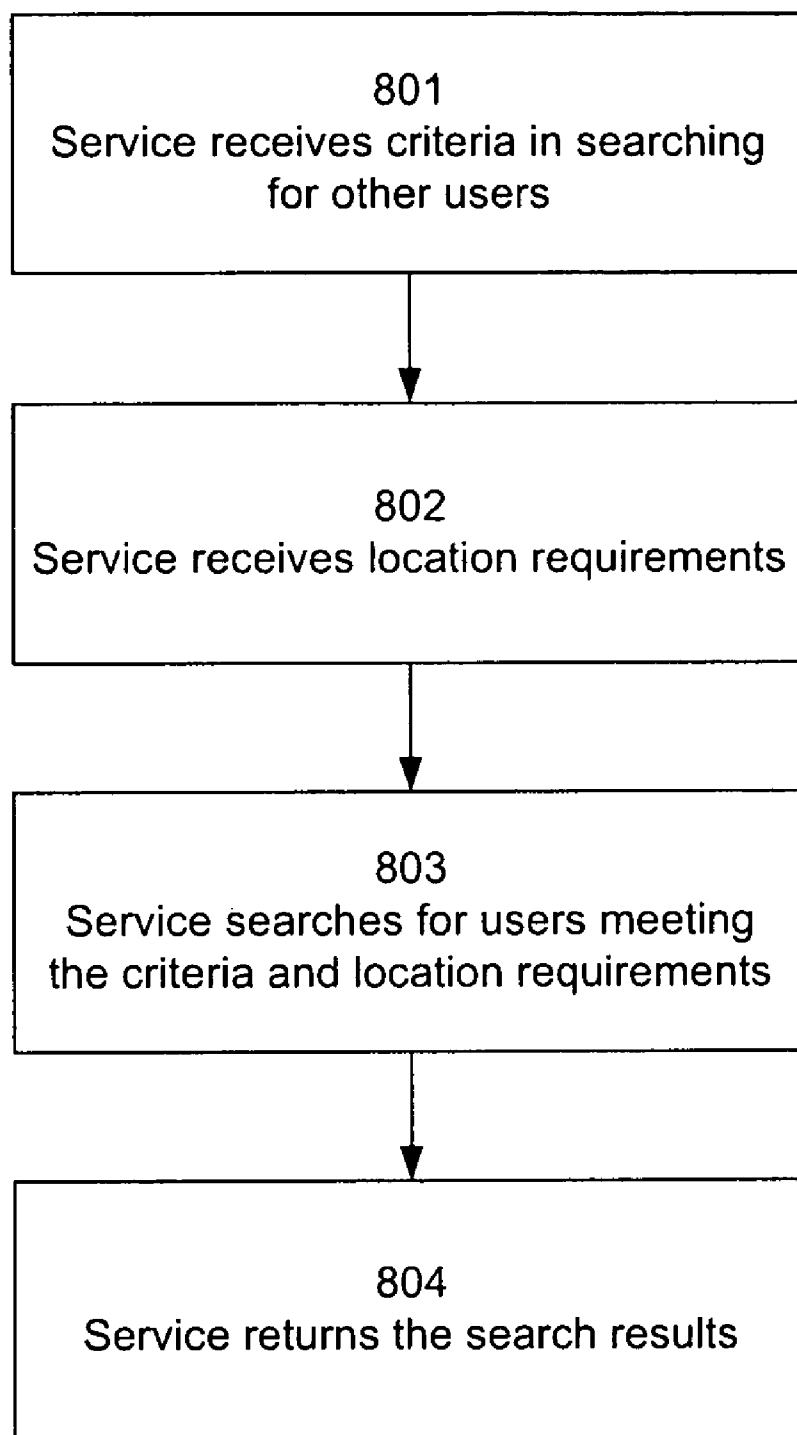 801
Service receives criteria in searching
for other users
802
Service receives location requirements
803
Service searches for users meeting
the criteria and location requirements
804
Service returns the search results